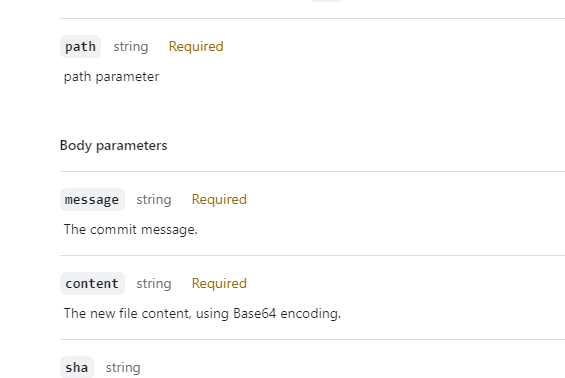 path string Required
path parameter
Body parameters
message string Required
The commit message.
content string Required
The new file content, using Base64 encoding.
sha string